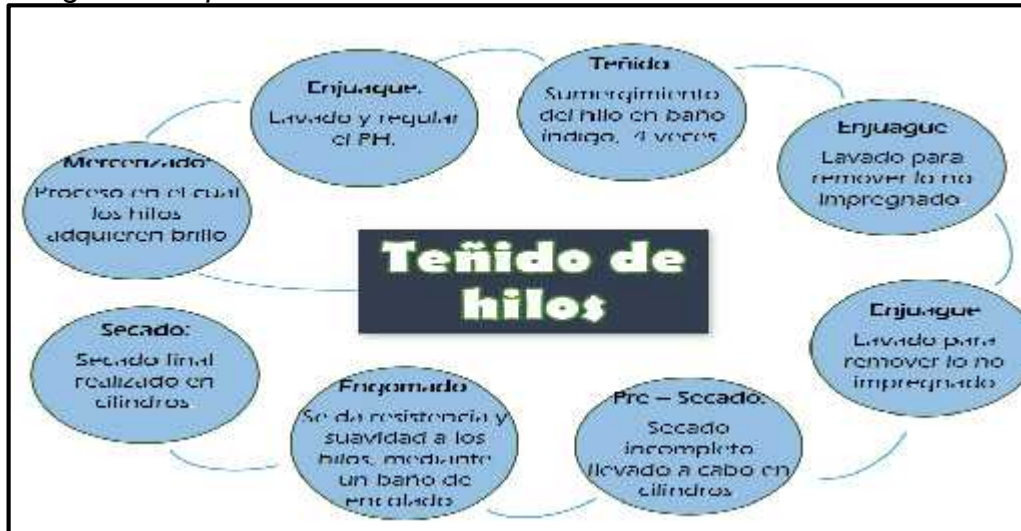 Teñido de
hilos
Mercerizado:
Proceso en el cual
los hilos
adquieren brillo
Enjuague.
Lavado y regular
el PH.
Teñido
Sumergimiento
del hilo en baño
indigo, 4 veces
Enjuague
Lavado para
remover lo no
impregnado
Enjuague
Lavado para
remover lo no
impregnado
Pre – Secado:
Secado
incompleto
llevado a cabo en
cilindros
Engomado
Se da resistencia y
suavidad a los
hilos, mediante
un baño de
encolado
Secado:
Secado final
realizado en
cilindros